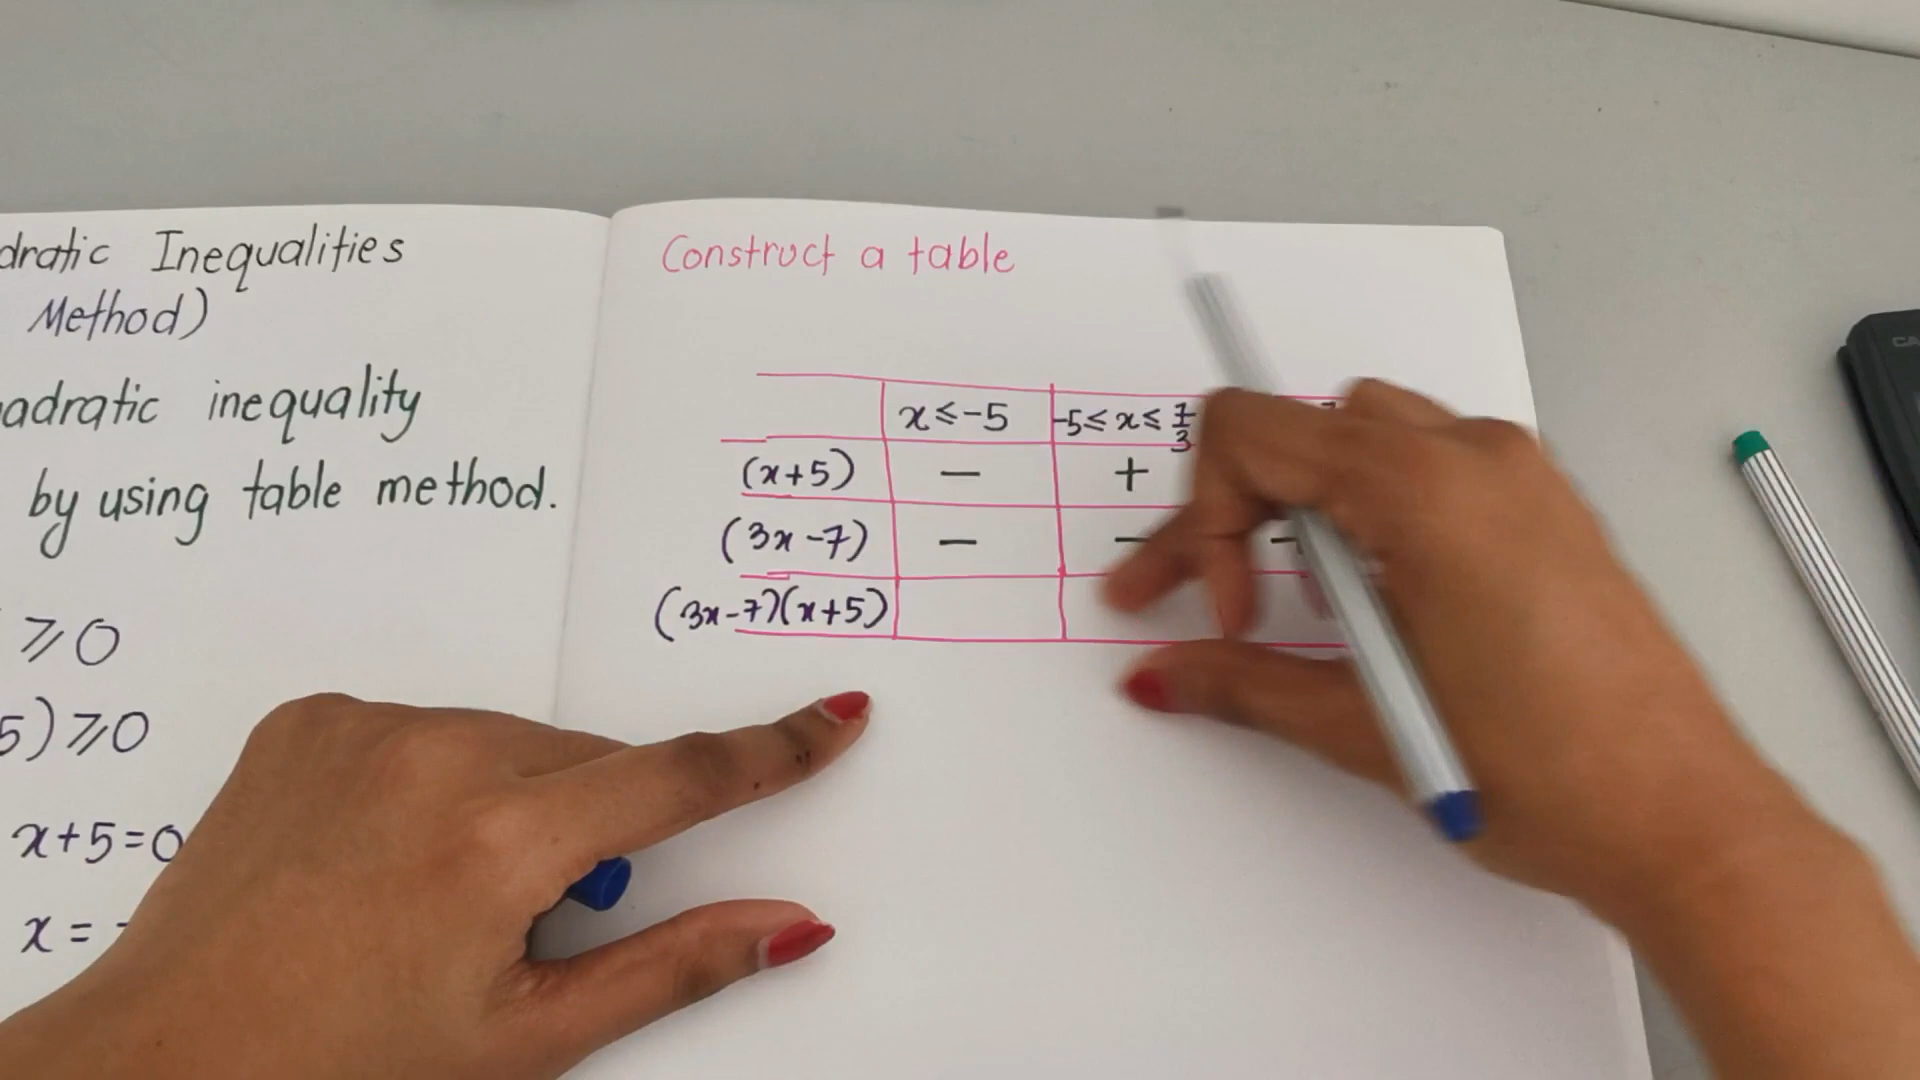 dratic Inequalities
Method)
adratic inequality
by using table method.
≥0
5)≥0
x+5=0
x =
Construct a table
x≤-5 -5≤x≤7/3
(x+5) - +
(3x-7) - -
(3x-7)(x+5)
CA